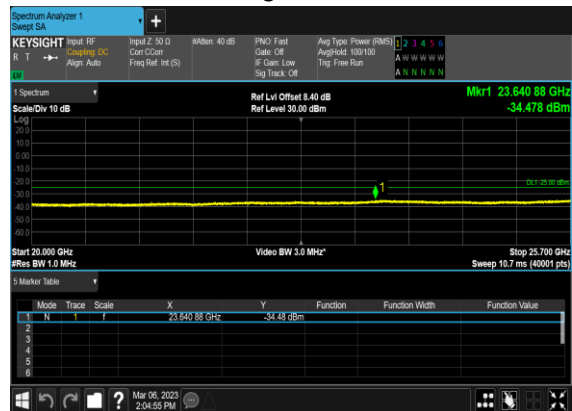 Spectrum Analyzer 1
Swept SA
+
KEYSIGHT Input: RF Input Z: 50 Ω #Atten: 40 dB PNO: Fast Avg Type: Power (RMS) 1 2 3 4 5 6
R T Coupling: DC Corr CCorr Gate: Off Avg|Hold: 100/100 A W W W W W
Align: Auto Freq Ref: Int (S) IF Gain: Low Trig: Free Run
Sig Track: Off A N N N N N
1 Spectrum Ref Lvl Offset 8.40 dB Mkr1 23.640 88 GHz
Scale/Div 10 dB Ref Level 30.00 dBm -34.478 dBm
Log
20.0
10.0
0.00
-10.0
-20.0
1
DL1 -25.00 dBm
-30.0
-40.0
-50.0
-60.0
Start 20.000 GHz Video BW 3.0 MHz* Stop 25.700 GHz
#Res BW 1.0 MHz Sweep 10.7 ms (40001 pts)
5 Marker Table
Mode Trace Scale X Y Function Function Width Function Value
1 N 1 f 23.640 88 GHz -34.48 dBm
2
3
4
5
6
? Mar 06, 2023
2:04:55 PM